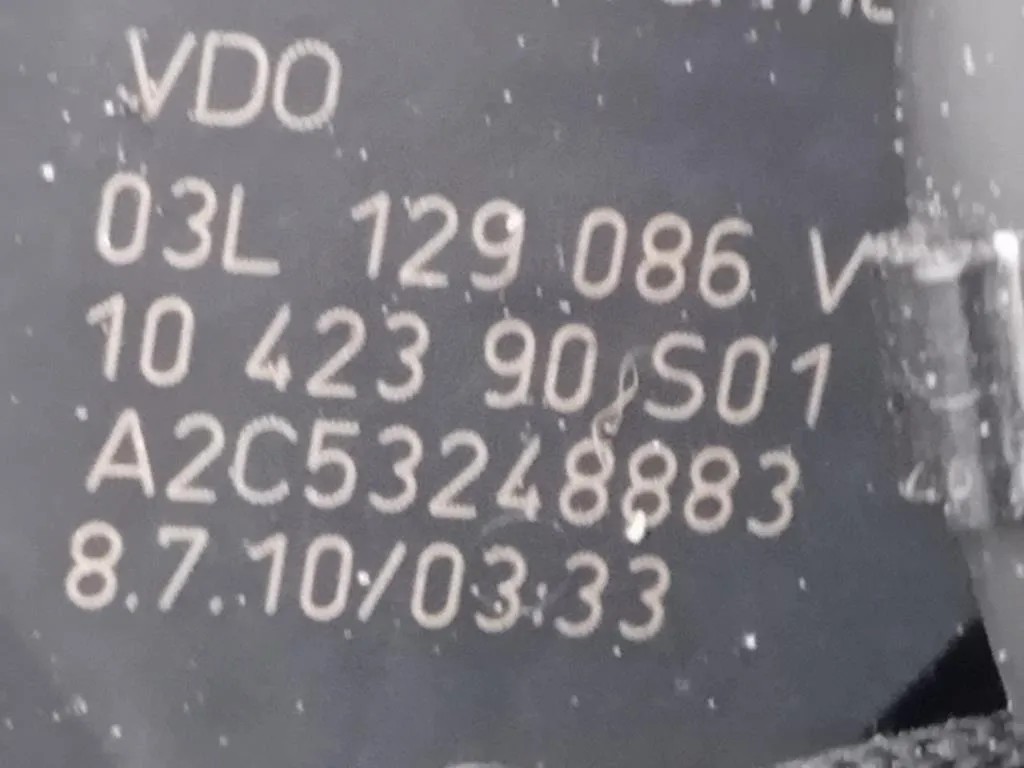 VDO
03L 129 086 V
10 423 90 S01
A2C53248883
8.7.10/03:33